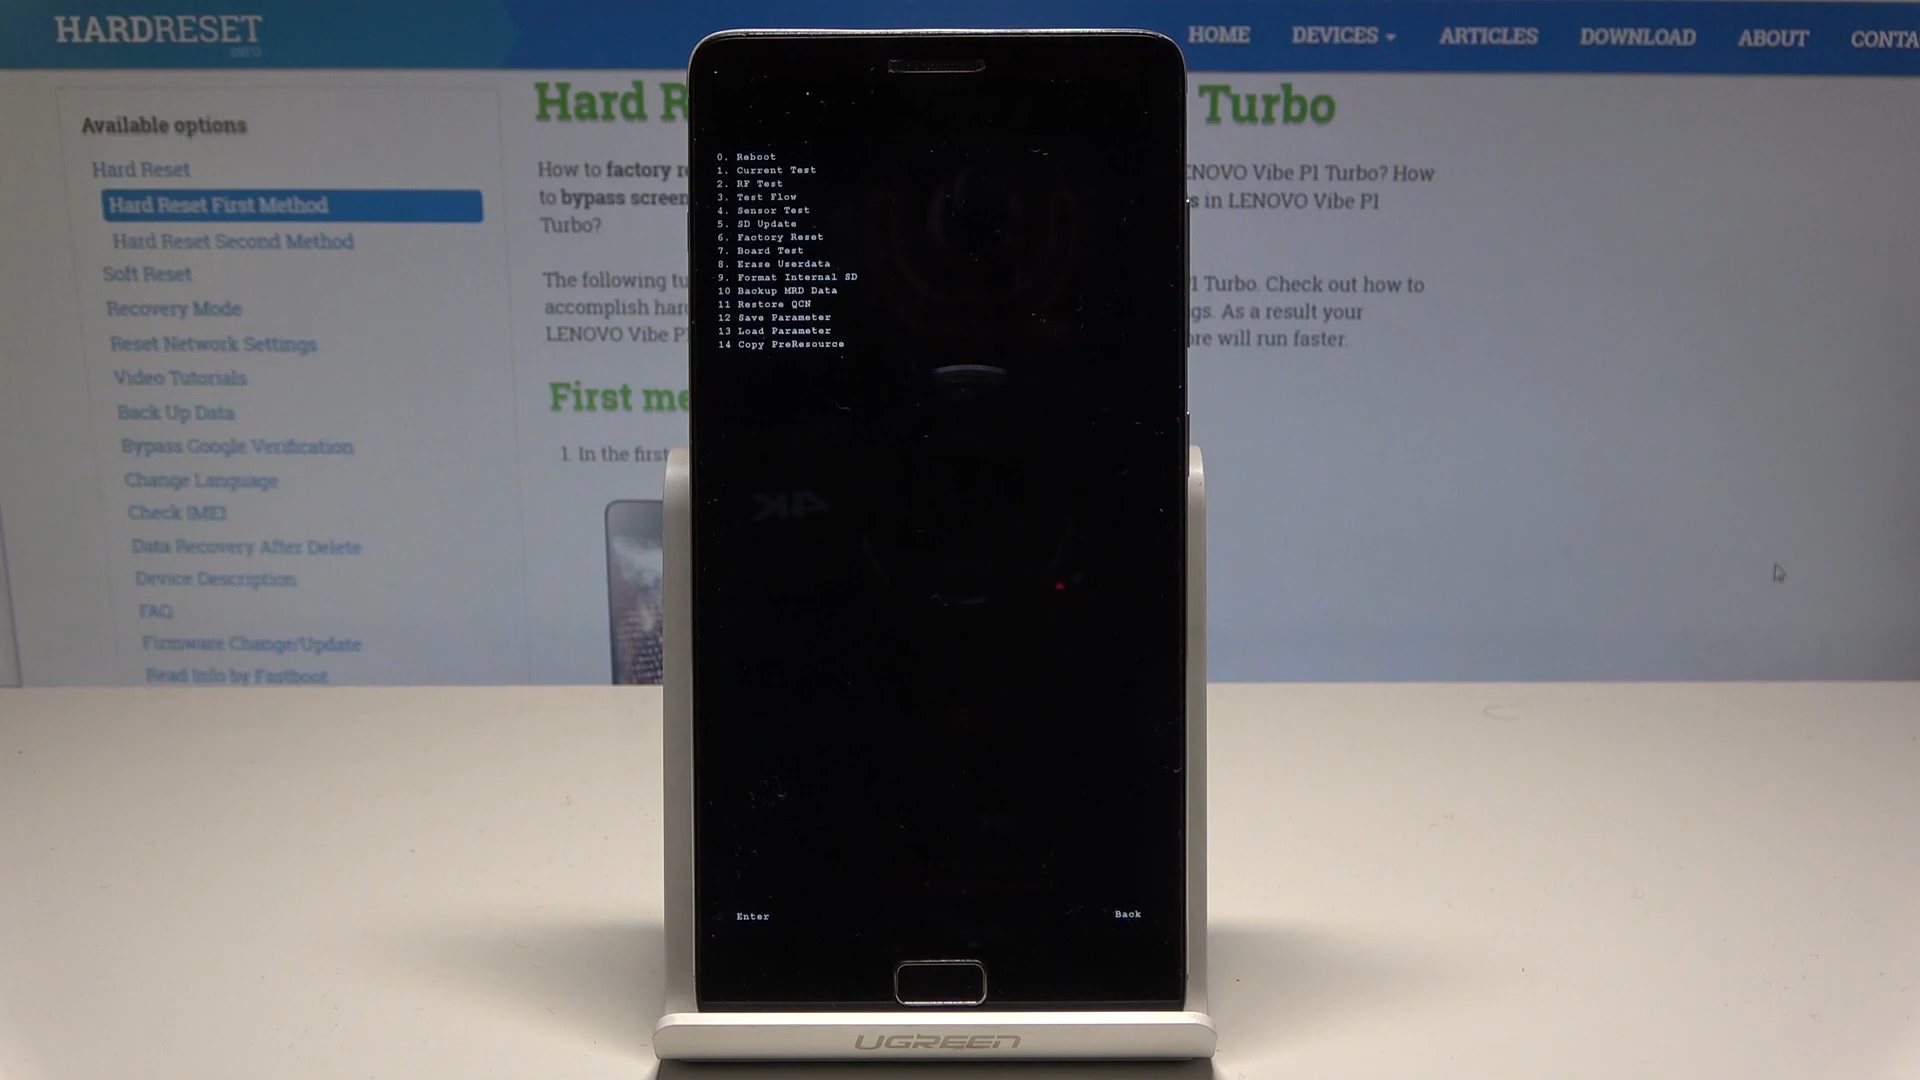 HARDRESET
.INFO
HOME DEVICES ARTICLES DOWNLOAD ABOUT CONTA
Available options
Hard Reset
Hard Reset First Method
Hard Reset Second Method
Soft Reset
Recovery Mode
Reset Network Settings
Video Tutorials
Back Up Data
Bypass Google Verification
Change Language
Check IMEI
Data Recovery After Delete
Device Description
FAQ
Firmware Change/Update
Read Info by Fastboot
Hard R Turbo
How to factory re ENOVO Vibe P1 Turbo? How
to bypass screen s in LENOVO Vibe P1
Turbo?
The following tu 1 Turbo. Check out how to
accomplish hard gs. As a result your
LENOVO Vibe P re will run faster.
First me
1. In the first
0. Reboot
1. Current Test
2. RF Test
3. Test Flow
4. Sensor Test
5. SD Update
6. Factory Reset
7. Board Test
8. Erase Userdata
9. Format Internal SD
10 Backup MRD Data
11 Restore QCN
12 Save Parameter
13 Load Parameter
14 Copy PreResource
4K
Enter Back
UGREEN